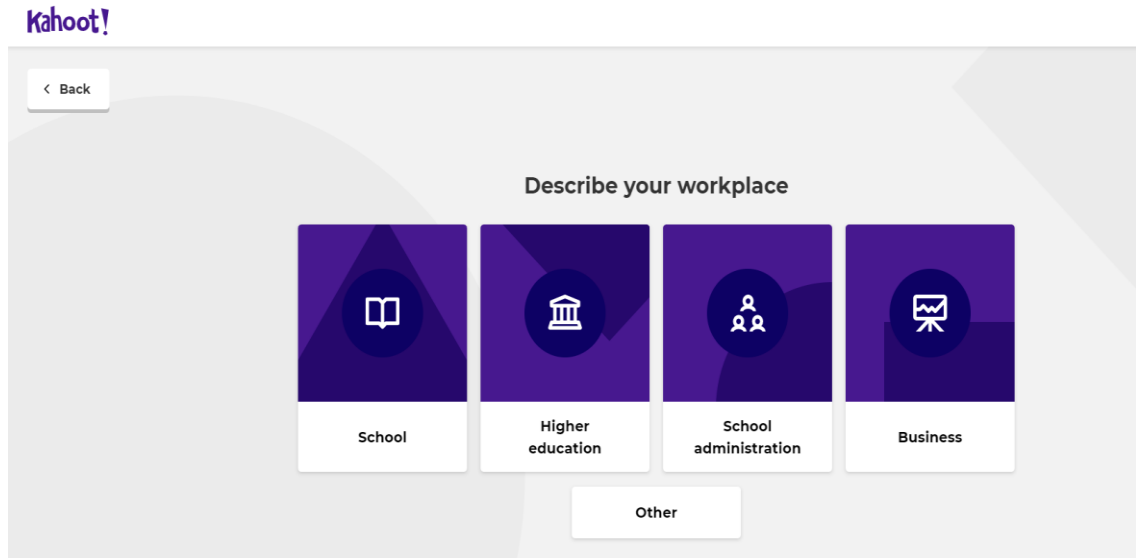 Kahoot!
Back
Describe your workplace
School
Higher
education
School
administration
Business
Other